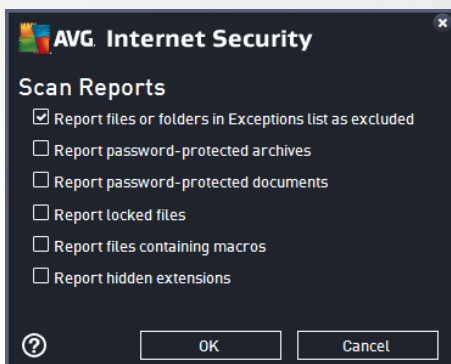 AVG Internet Security
Scan Reports
Report files or folders in Exceptions list as excluded
Report password-protected archives
Report password-protected documents
Report locked files
Report files containing macros
Report hidden extensions
?
OK
Cancel